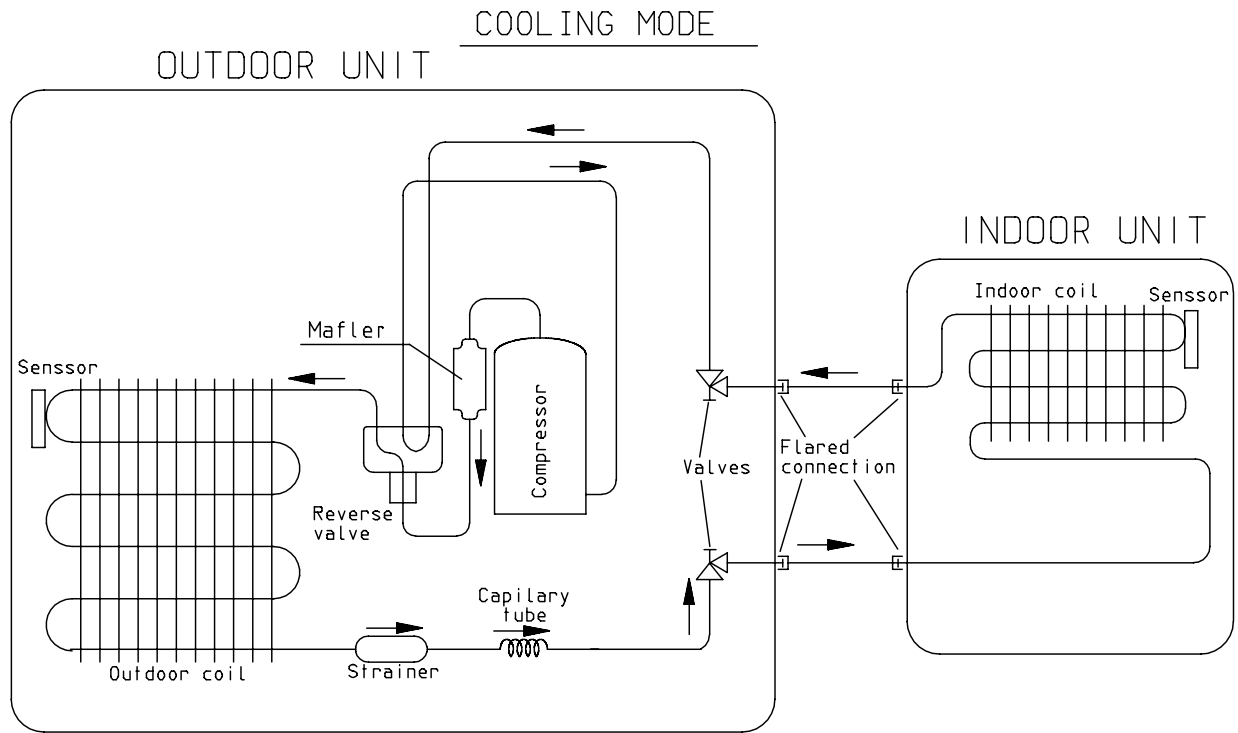 COOLING MODE
OUTDOOR UNIT
INDOOR UNIT
Indoor coil
Senssor
Mafler
Senssor
Compressor
Flared
connection
Valves
Reverse
valve
Capilary
tube
Outdoor coil
Strainer